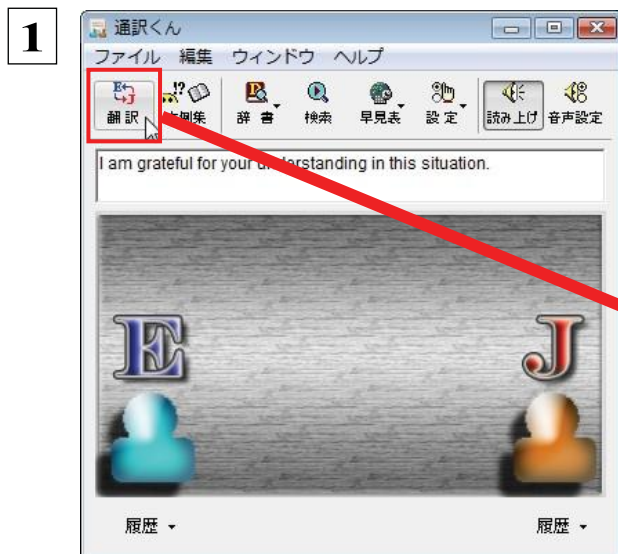 1
通訳くん
ファイル 編集 ウィンドウ ヘルプ
翻訳 例集 辞書 検索 早見表 設定 読み上げ 音声設定
I am grateful for your understanding in this situation.
E J
履歴 履歴